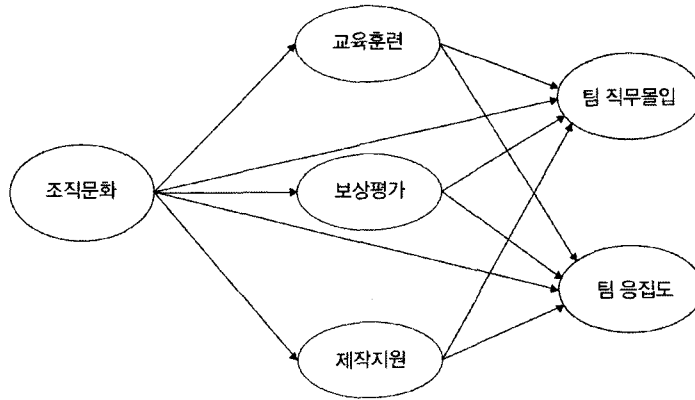 교육훈련
팀 직무몰입
조직문화
보상평가
팀 응집도
제작지원